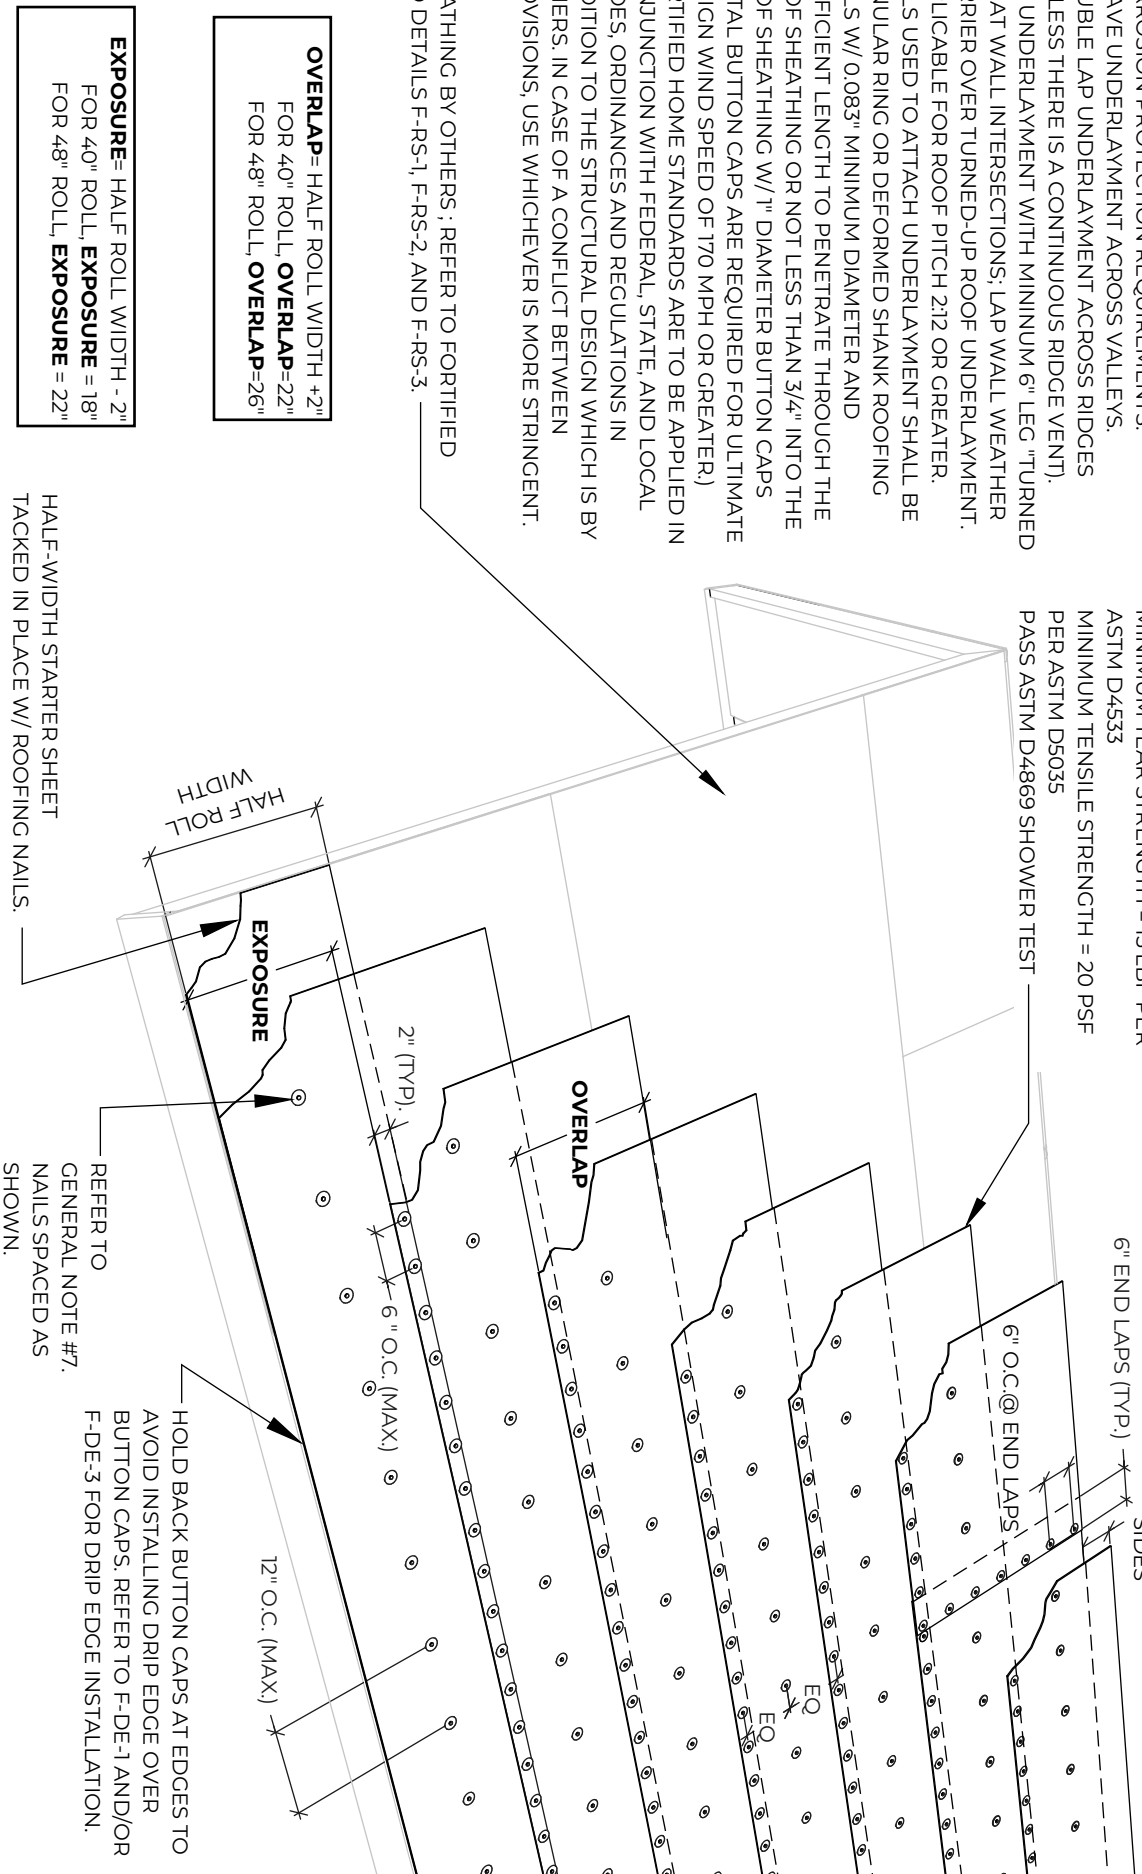 AVE UNDERLAYMENT ACROSS VALLEYS.
UBLE LAP UNDERLAYMENT ACROSS RIDGES
LESS THERE IS A CONTINUOUS RIDGE VENT).
UNDERLAYMENT WITH MINUMUM 6" LEG "TURNED
AT WALL INTERSECTIONS; LAP WALL WEATHER
RIER OVER TURNED-UP ROOF UNDERLAYMENT.
LICABLE FOR ROOF PITCH 2:12 OR GREATER.
LS USED TO ATTACH UNDERLAYMENT SHALL BE
NULAR RING OR DEFORMED SHANK ROOFING
LS W/ 0.083" MINIMUM DIAMETER AND
FICIENT LENGTH TO PENETRATE THROUGH THE
OF SHEATHING OR NOT LESS THAN 3/4" INTO THE
OF SHEATHING W/ 1" DIAMETER BUTTON CAPS
TAL BUTTON CAPS ARE REQUIRED FOR ULTIMATE
IGN WIND SPEED OF 170 MPH OR GREATER.)
RTIFIED HOME STANDARDS ARE TO BE APPLIED IN
NJUNCTION WITH FEDERAL, STATE, AND LOCAL
DES, ORDINANCES AND REGULATIONS IN
DITION TO THE STRUCTURAL DESIGN WHICH IS BY
HERS. IN CASE OF A CONFLICT BETWEEN
OVISIONS, USE WHICHEVER IS MORE STRINGENT.
ATHING BY OTHERS ; REFER TO FORTIFIED
DETAILS F-RS-1, F-RS-2, AND F-RS-3.
OVERLAP= HALF ROLL WIDTH +2"
FOR 40" ROLL, OVERLAP=22"
FOR 48" ROLL, OVERLAP=26"
EXPOSURE= HALF ROLL WIDTH - 2"
FOR 40" ROLL, EXPOSURE = 18"
FOR 48" ROLL, EXPOSURE = 22"
ASTM D4533
MINIMUM TENSILE STRENGTH = 20 PSF
PER ASTM D5035
PASS ASTM D4869 SHOWER TEST
HALF-WIDTH STARTER SHEET
TACKED IN PLACE W/ ROOFING NAILS.
HALF ROLL
WIDTH
EXPOSURE
2" (TYP).
OVERLAP
6 " O.C. (MAX.)
6" END LAPS (TYP.)
6" O.C.@ END LAPS
SIDES
EQ
EQ
12" O.C. (MAX.)
REFER TO
GENERAL NOTE #7.
NAILS SPACED AS
SHOWN.
HOLD BACK BUTTON CAPS AT EDGES TO
AVOID INSTALLING DRIP EDGE OVER
BUTTON CAPS. REFER TO F-DE-1 AND/OR
F-DE-3 FOR DRIP EDGE INSTALLATION.